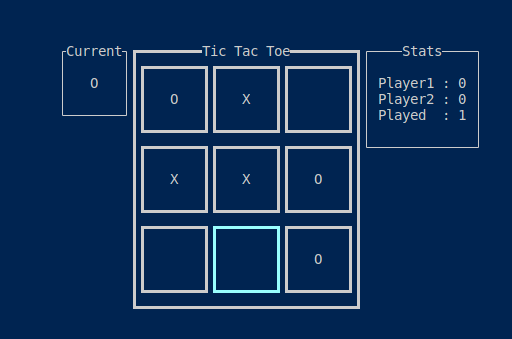 Current Tic Tac Toe Stats
O
O X
Player1 : 0
Player2 : 0
Played : 1
X X O
O